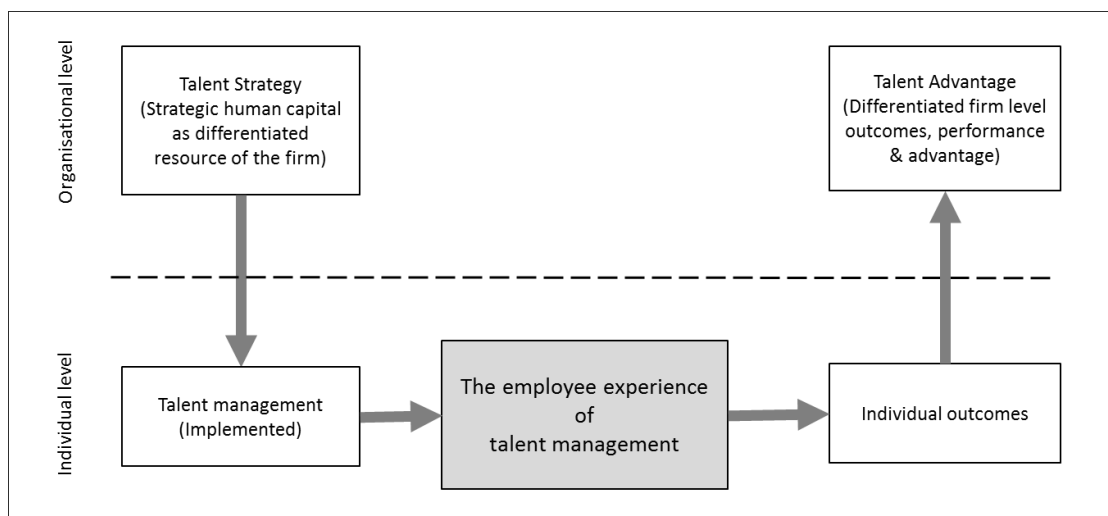 Organisational level
Talent Strategy
(Strategic human capital
as differentiated
resource of the firm)
Talent Advantage
(Differentiated firm level
outcomes, performance
& advantage)
Individual level
Talent management
(Implemented)
The employee experience
of
talent management
Individual outcomes